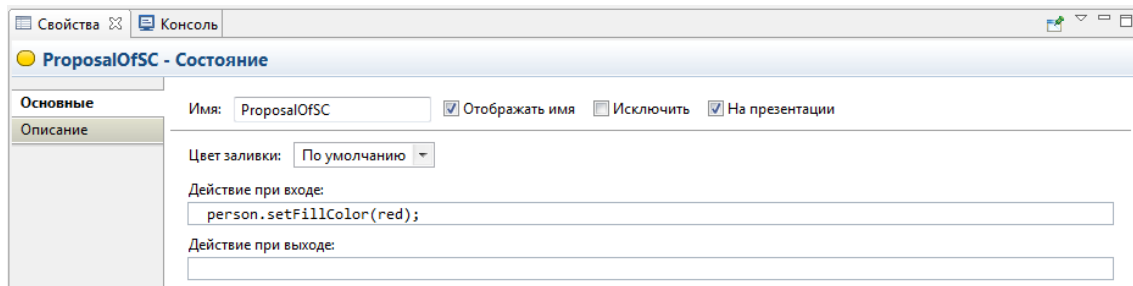 Свойства Консоль
ProposalOfSC - Состояние
Основные
Имя: ProposalOfSC Отображать имя Исключить На презентации
Описание
Цвет заливки: По умолчанию
Действие при входе:
person.setFillColor(red);
Действие при выходе: